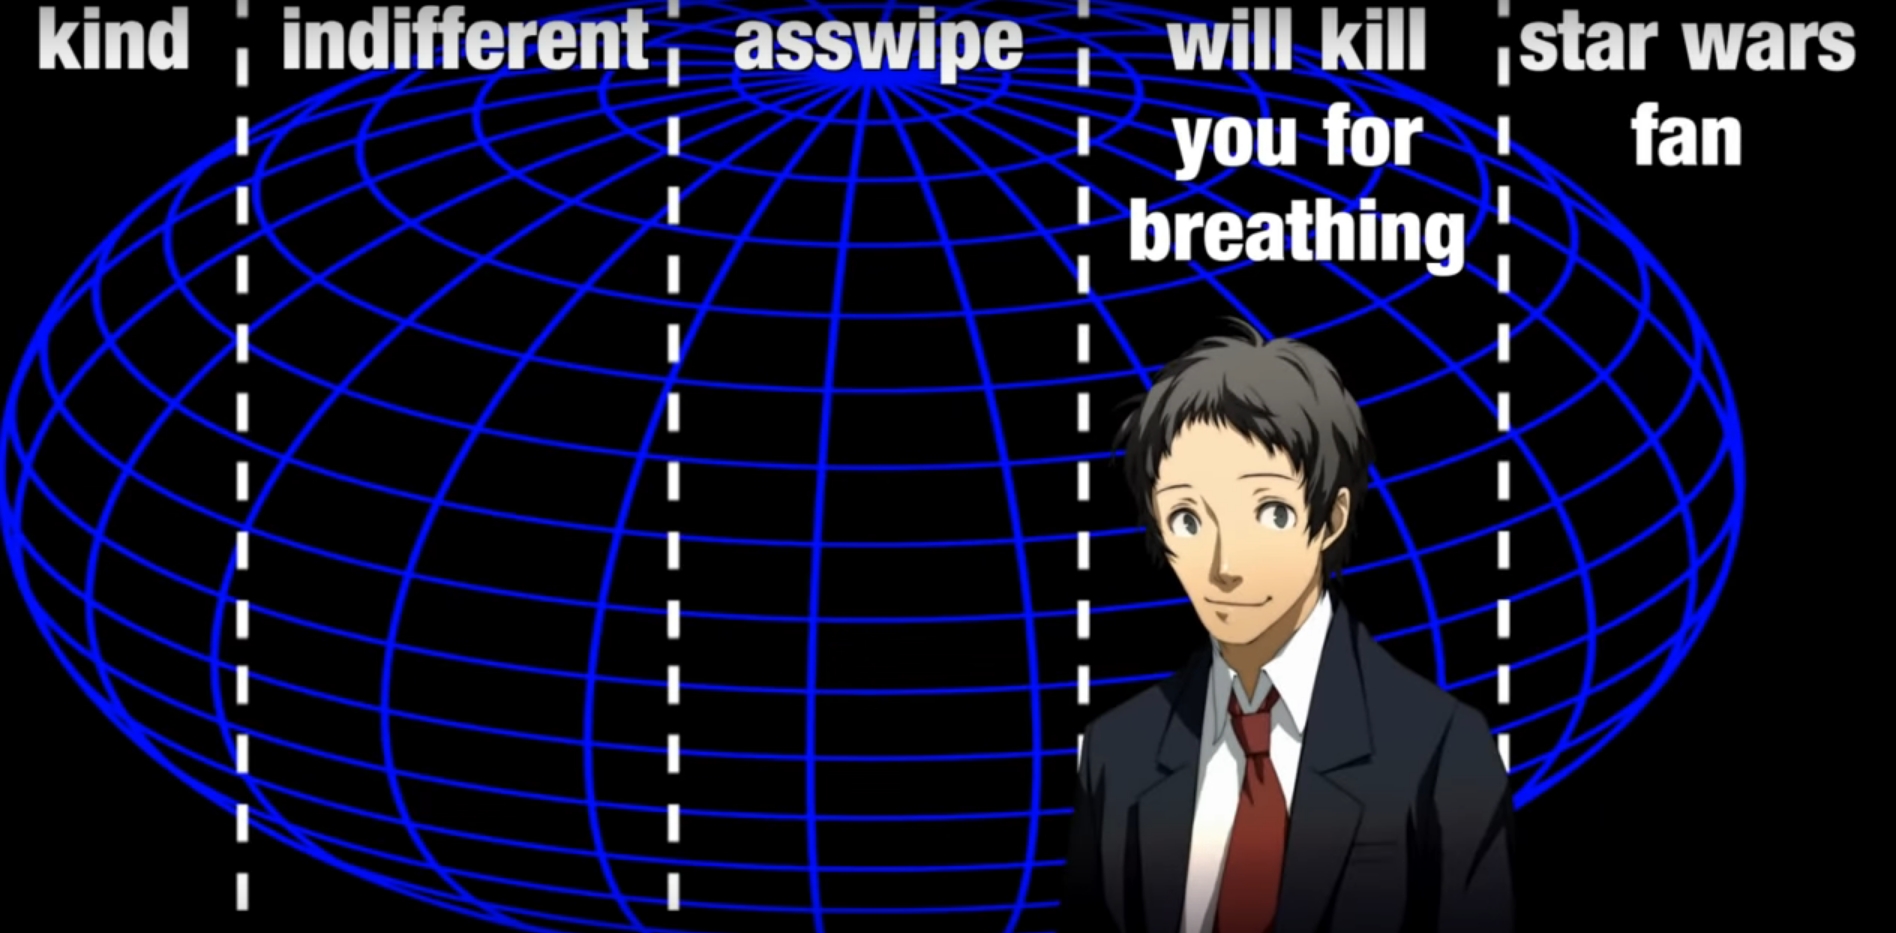 kind
indifferent
asswipe
will kill
you for
breathing
star wars
fan